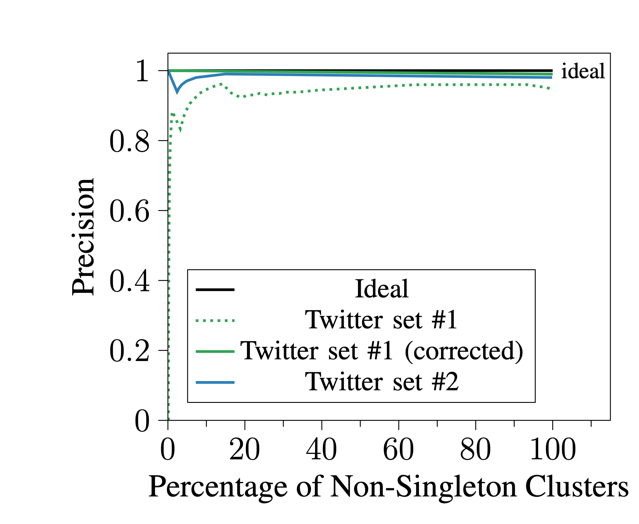 1
ideal
0.8
0.6
0.4
0.2
0
Precision
Ideal
Twitter set #1
Twitter set #1 (corrected)
Twitter set #2
0 20 40 60 80 100
Percentage of Non-Singleton Clusters